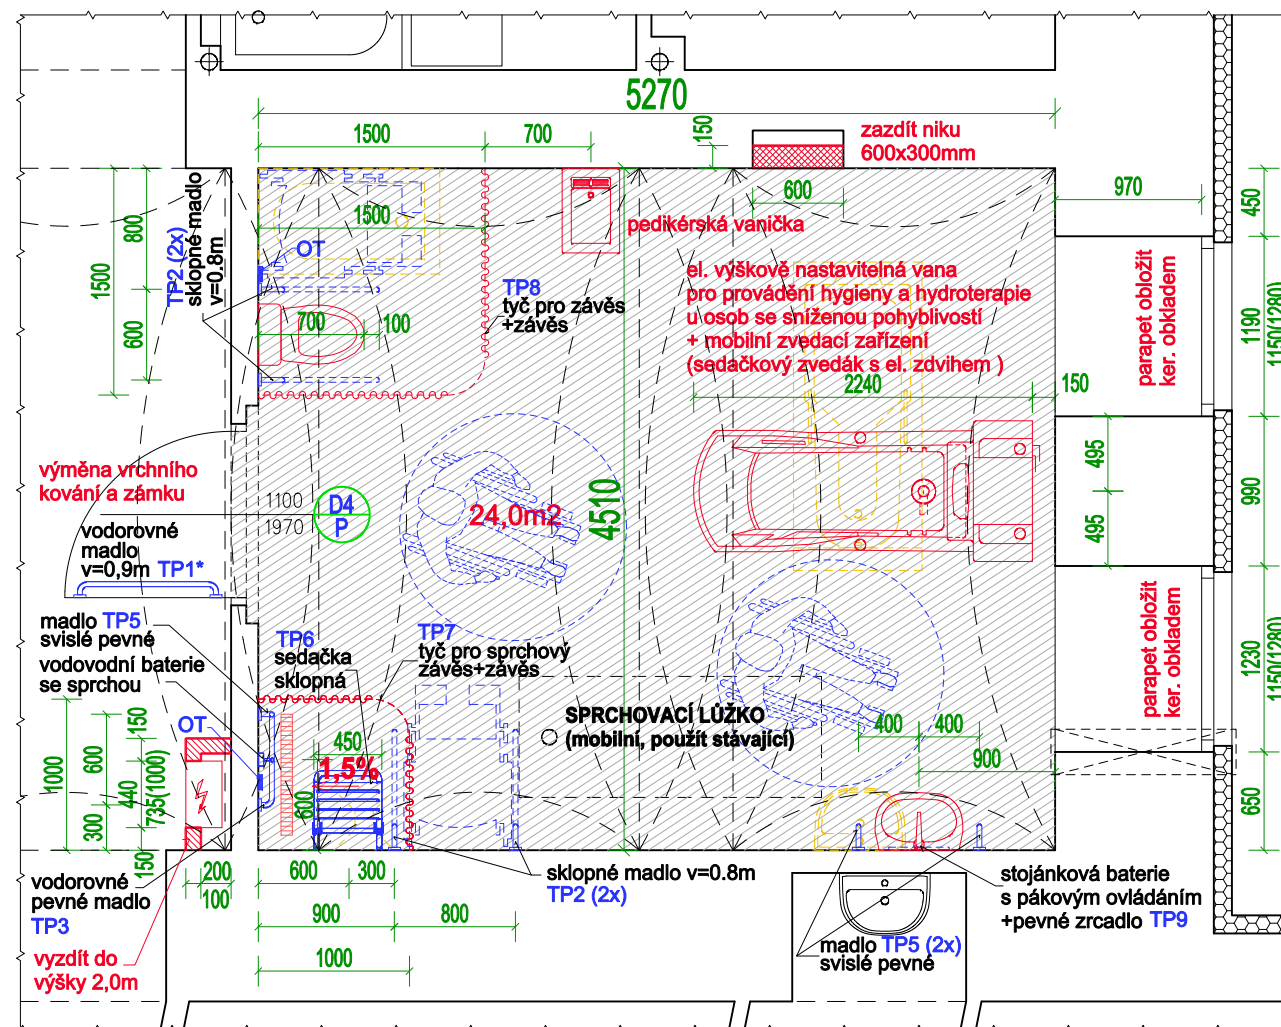 5270
1500
700
150
zazdít niku
600x300mm
600
970
450
800
1500
600
TP2 (2x)
sklopné madlo
v=0.8m
1500
OT
700
100
pedikérská vanička
TP8
tyč pro závěs
+závěs
el. výškově nastavitelná vana
pro provádění hygieny a hydroterapie
u osob se sníženou pohyblivostí
+ mobilní zvedací zařízení
(sedačkový zvedák s el. zdvihem )
2240
150
parapet obložit
ker. obkladem
1190
1150(1280)
výměna vrchního
kování a zámku
1100
1970
D4
P
24,0m2
4510
495
495
990
vodorovné
madlo
v=0,9m TP1*
madlo TP5
svislé pevné
vodovodní baterie
se sprchou
OT
TP6
sedačka
sklopná
TP7
tyč pro sprchový
závěs+závěs
parapet obložit
ker. obkladem
1230
1150(1280)
SPRCHOVACÍ LŮŽKO
(mobilní, použít stávající)
400
400
900
1000
600
300
150
440
735(1000)
150
450
1,5%
600
650
200
100
600
300
900
800
1000
vodorovné
pevné madlo
TP3
vyzdít do
výšky 2,0m
sklopné madlo v=0.8m
TP2 (2x)
madlo TP5 (2x)
svislé pevné
stojánková baterie
s pákovým ovládáním
+pevné zrcadlo TP9